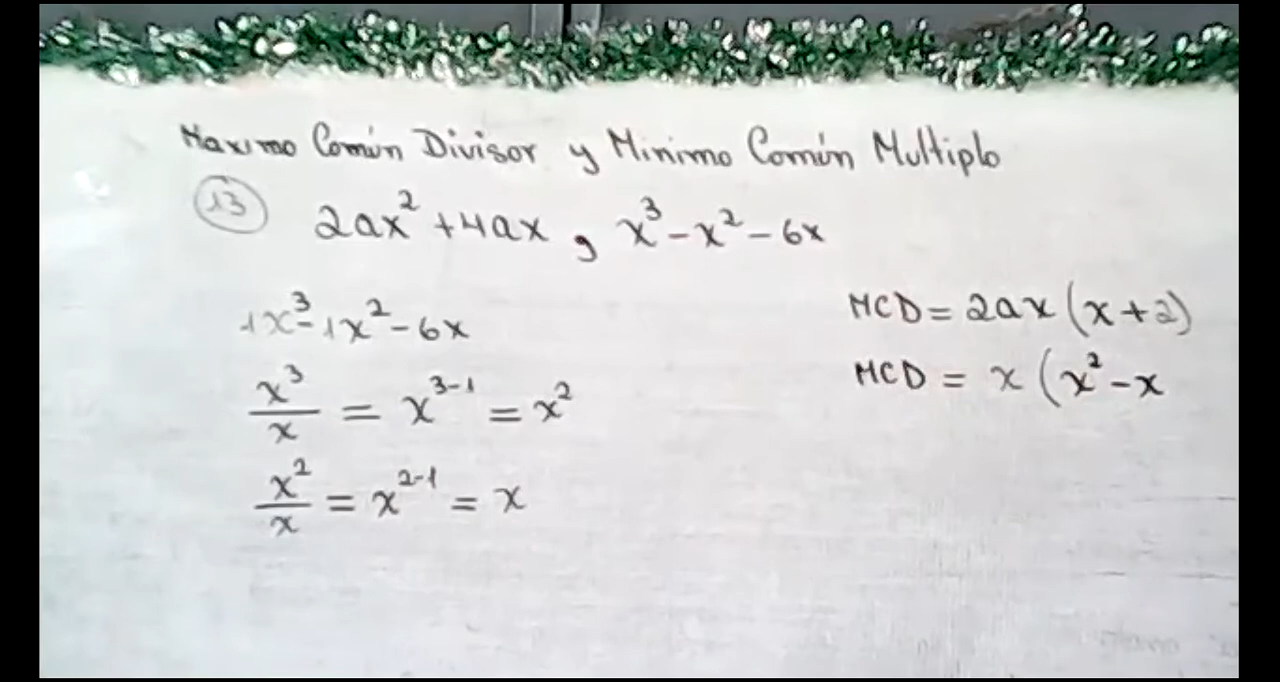 Maximo Común Divisor y Minimo Común Multiplo
13 2ax² + 4ax , x³ - x² - 6x
1x³ - 1x² - 6x
x³/x = x³⁻¹ = x²
x²/x = x²⁻¹ = x
MCD = 2ax (x + 2)
MCD = x (x² - x